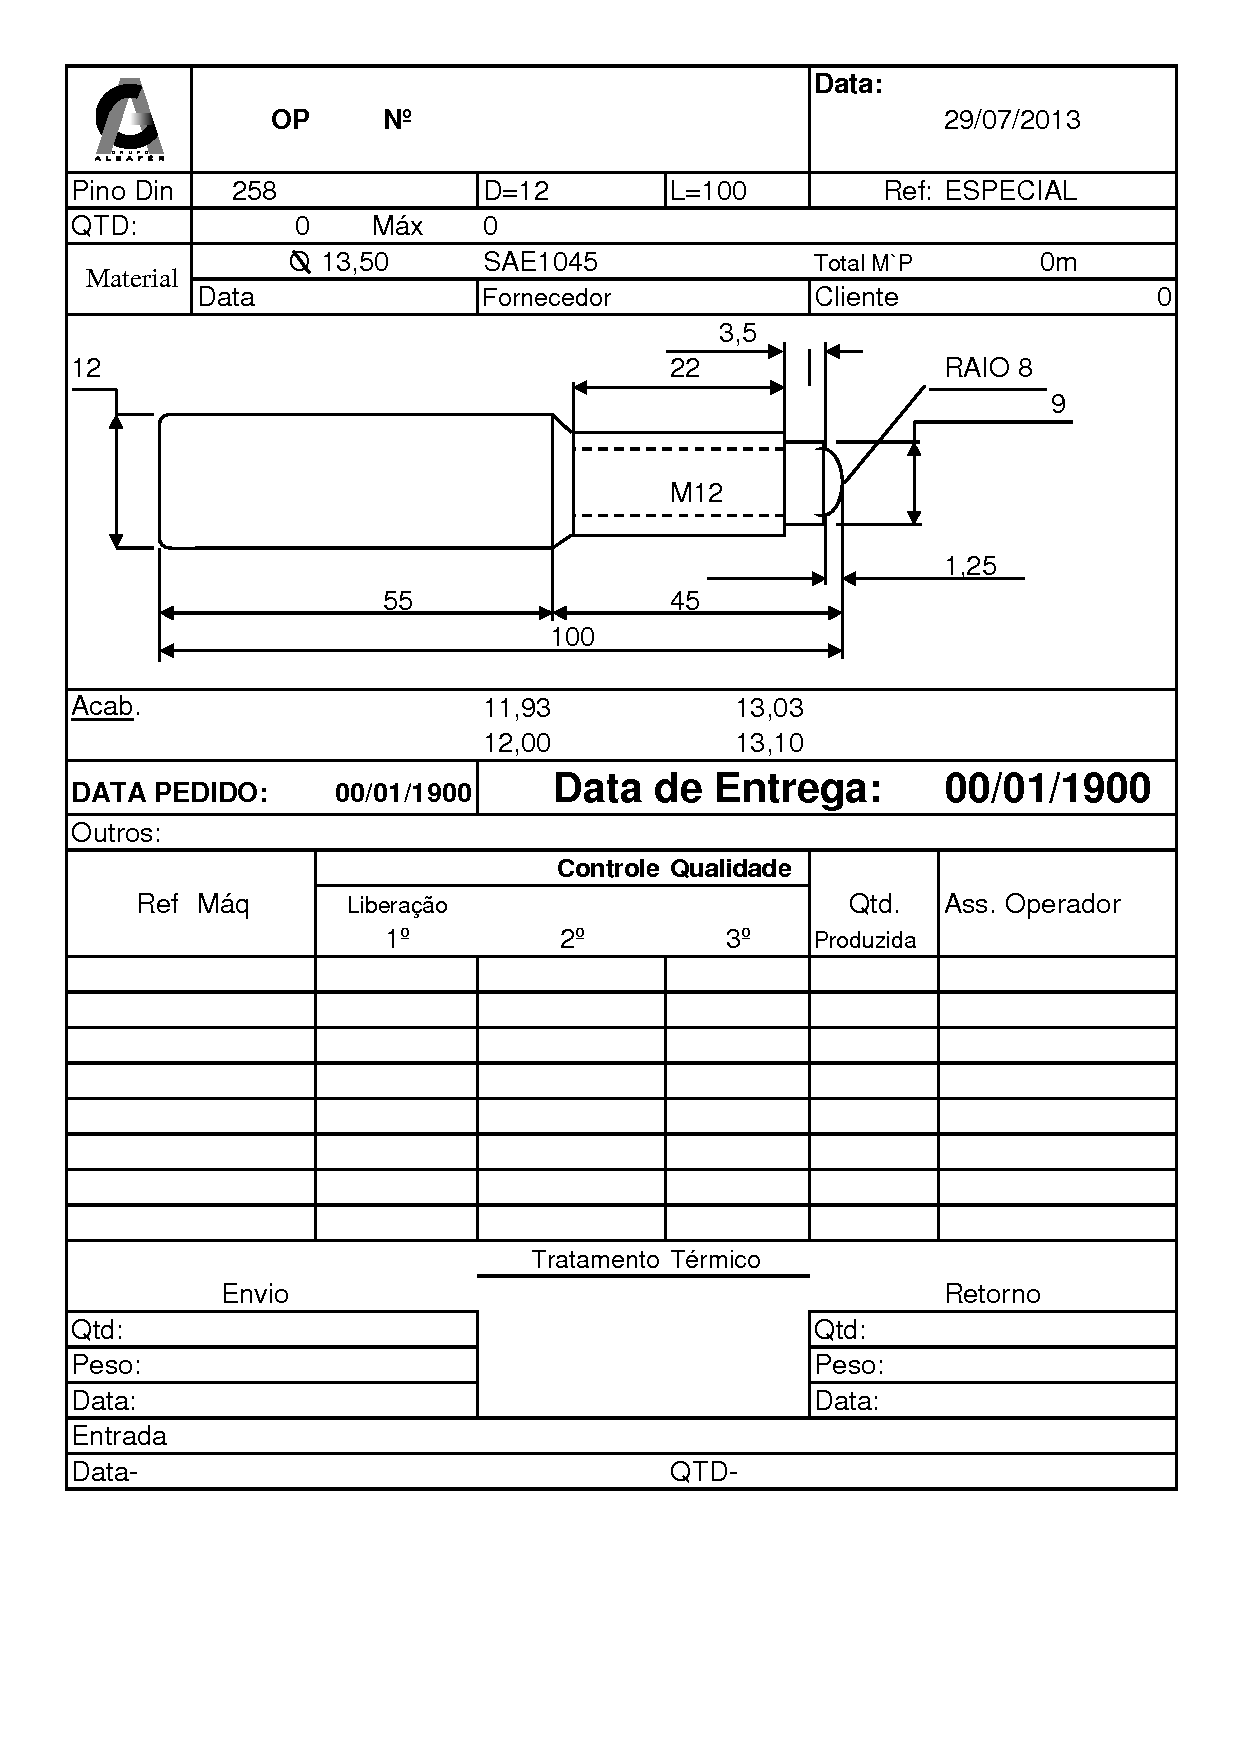 GRUPO
ALBAFÉR
OP Nº
Data:
29/07/2013
Pino Din 258 D=12 L=100 Ref: ESPECIAL
QTD: 0 Máx 0
Material
Ø 13,50 SAE1045 Total M`P 0m
Data Fornecedor Cliente 0
3,5
12 22 RAIO 8
9
M12
1,25
55 45
100
Acab. 11,93 13,03
12,00 13,10
DATA PEDIDO: 00/01/1900 Data de Entrega: 00/01/1900
Outros:
Controle Qualidade
Ref Máq Liberação Qtd. Ass. Operador
1º 2º 3º Produzida
Tratamento Térmico
Envio Retorno
Qtd: Qtd:
Peso: Peso:
Data: Data:
Entrada
Data- QTD-